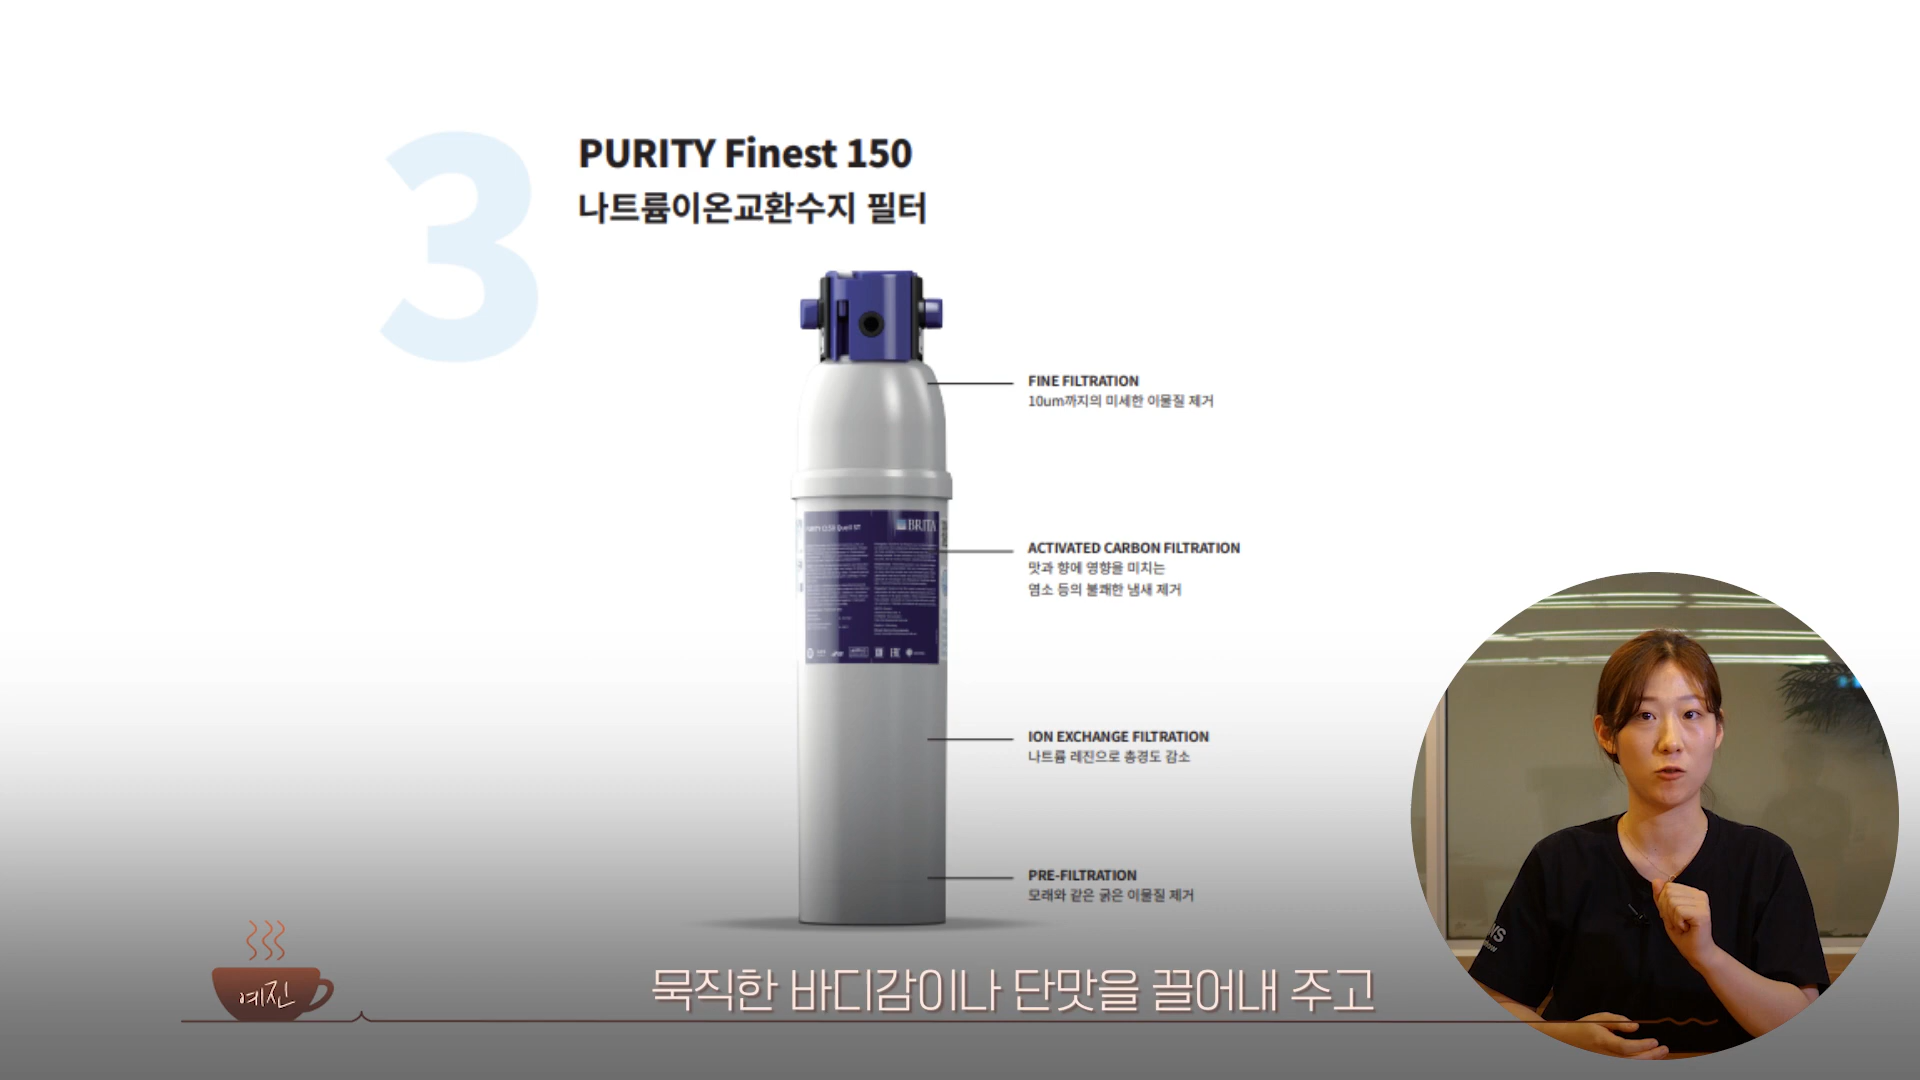 3
PURITY Finest 150
나트륨이온교환수지 필터
FINE FILTRATION
10um까지의 미세한 이물질 제거
BRITA
ACTIVATED CARBON FILTRATION
맛과 향에 영향을 미치는
염소 등의 불쾌한 냄새 제거
ION EXCHANGE FILTRATION
나트륨 레진으로 총경도 감소
PRE-FILTRATION
모래와 같은 굵은 이물질 제거
예진
묵직한 바디감이나 단맛을 끌어내 주고